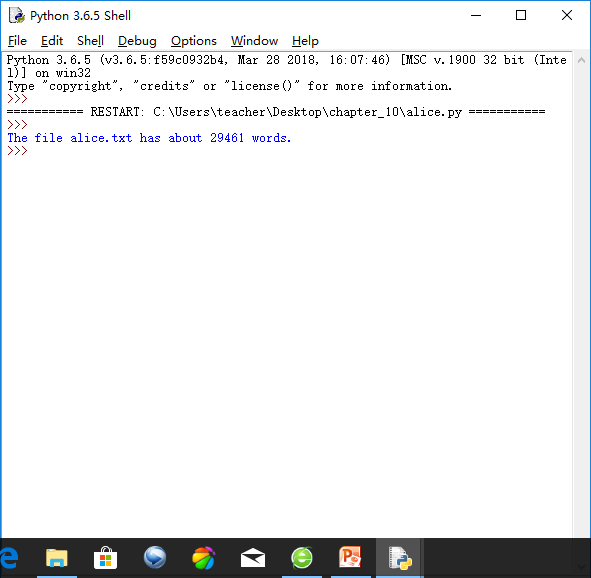 Python 3.6.5 Shell
File Edit Shell Debug Options Window Help
Python 3.6.5 (v3.6.5:f59c0932b4, Mar 28 2018, 16:07:46) [MSC v.1900 32 bit (Inte
l)] on win32
Type "copyright", "credits" or "license()" for more information.
>>>
=========== RESTART: C:\Users\teacher\Desktop\chapter_10\alice.py ===========
>>>
The file alice.txt has about 29461 words.
>>>